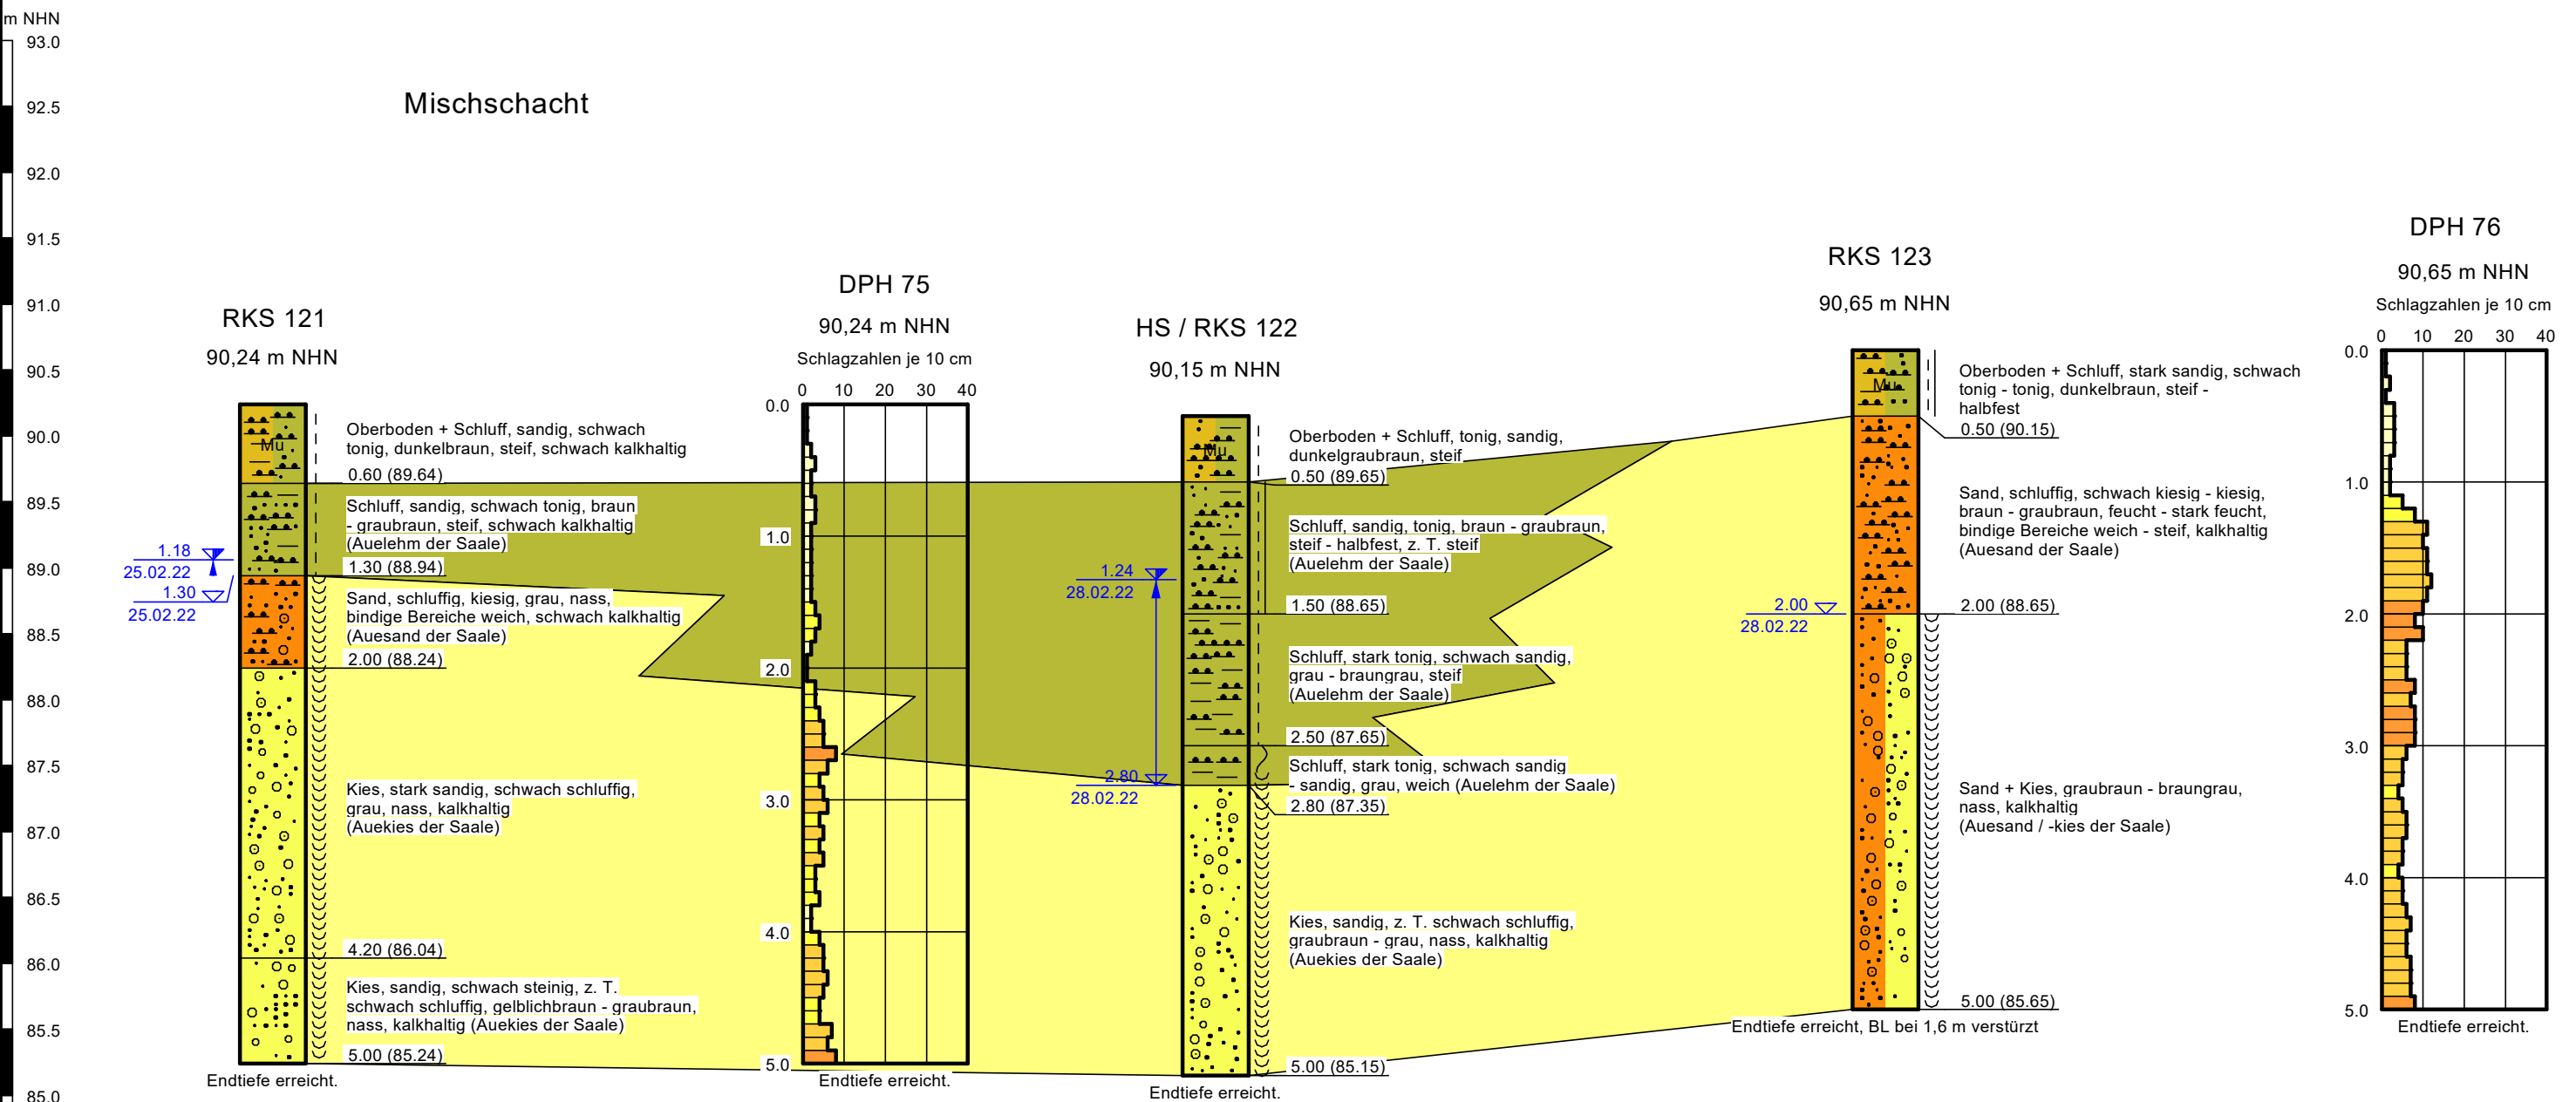 m NHN
93.0
92.5
92.0
91.5
91.0
90.5
90.0
89.5
89.0
88.5
88.0
87.5
87.0
86.5
86.0
85.5
85.0
Mischschacht
RKS 121
90,24 m NHN
Mu
Oberboden + Schluff, sandig, schwach
tonig, dunkelbraun, steif, schwach kalkhaltig
0.60 (89.64)
Schluff, sandig, schwach tonig, braun
- graubraun, steif, schwach kalkhaltig
(Auelehm der Saale)
1.30 (88.94)
1.18
25.02.22
1.30
25.02.22
Sand, schluffig, kiesig, grau, nass,
bindige Bereiche weich, schwach kalkhaltig
(Auesand der Saale)
2.00 (88.24)
Kies, stark sandig, schwach schluffig,
grau, nass, kalkhaltig
(Auekies der Saale)
4.20 (86.04)
Kies, sandig, schwach steinig, z. T.
schwach schluffig, gelblichbraun - graubraun,
nass, kalkhaltig (Auekies der Saale)
5.00 (85.24)
Endtiefe erreicht.
DPH 75
90,24 m NHN
Schlagzahlen je 10 cm
0 10 20 30 40
0.0
1.0
2.0
3.0
4.0
5.0
Endtiefe erreicht.
HS / RKS 122
90,15 m NHN
Mu
Oberboden + Schluff, tonig, sandig,
dunkelgraubraun, steif
0.50 (89.65)
Schluff, sandig, tonig, braun - graubraun,
steif - halbfest, z. T. steif
(Auelehm der Saale)
1.24
28.02.22
1.50 (88.65)
Schluff, stark tonig, schwach sandig,
grau - braungrau, steif
(Auelehm der Saale)
2.50 (87.65)
Schluff, stark tonig, schwach sandig
- sandig, grau, weich (Auelehm der Saale)
2.80
28.02.22
2.80 (87.35)
Kies, sandig, z. T. schwach schluffig,
graubraun - grau, nass, kalkhaltig
(Auekies der Saale)
5.00 (85.15)
Endtiefe erreicht.
RKS 123
90,65 m NHN
Mu
Oberboden + Schluff, stark sandig, schwach
tonig - tonig, dunkelbraun, steif -
halbfest
0.50 (90.15)
Sand, schluffig, schwach kiesig - kiesig,
braun - graubraun, feucht - stark feucht,
bindige Bereiche weich - steif, kalkhaltig
(Auesand der Saale)
2.00
28.02.22
2.00 (88.65)
Sand + Kies, graubraun - braungrau,
nass, kalkhaltig
(Auesand / -kies der Saale)
5.00 (85.65)
Endtiefe erreicht, BL bei 1,6 m verstürzt
DPH 76
90,65 m NHN
Schlagzahlen je 10 cm
0 10 20 30 40
0.0
1.0
2.0
3.0
4.0
5.0
Endtiefe erreicht.